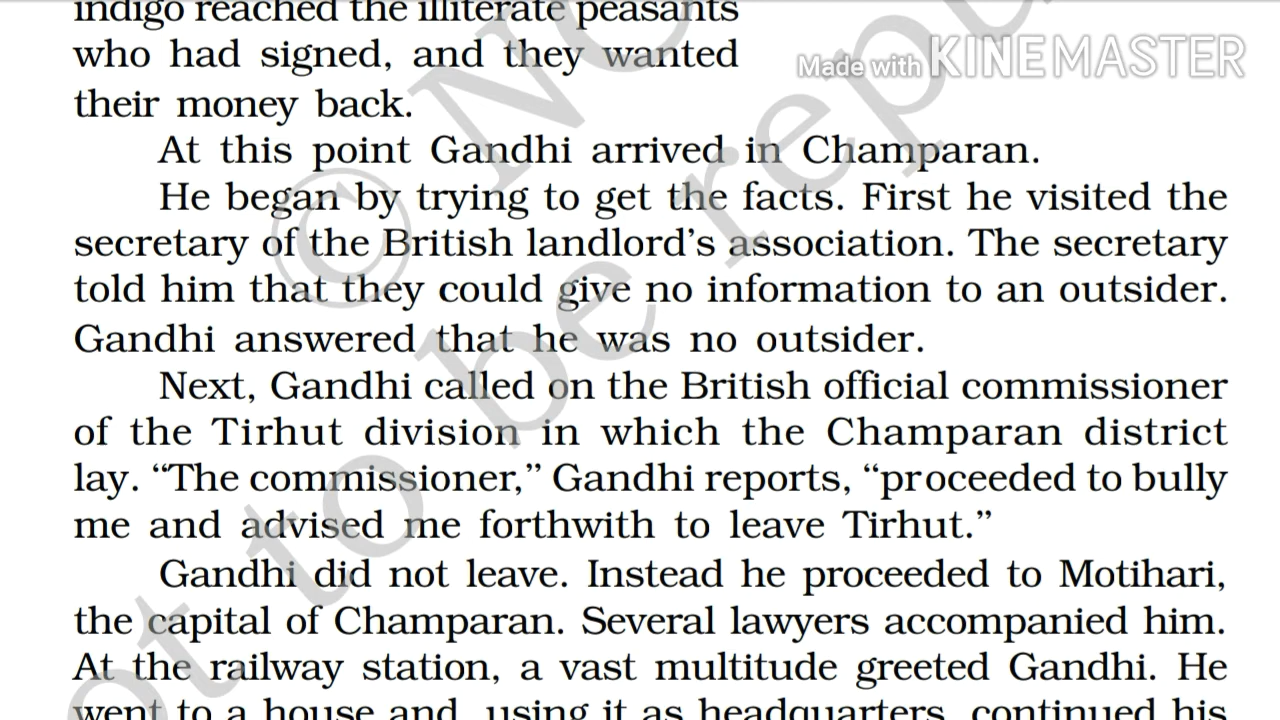 indigo reached the illiterate peasants
who had signed, and they wanted
Made with KINEMASTER
their money back.
At this point Gandhi arrived in Champaran.
He began by trying to get the facts. First he visited the
secretary of the British landlord’s association. The secretary
told him that they could give no information to an outsider.
Gandhi answered that he was no outsider.
Next, Gandhi called on the British official commissioner
of the Tirhut division in which the Champaran district
lay. “The commissioner,” Gandhi reports, “proceeded to bully
me and advised me forthwith to leave Tirhut.”
Gandhi did not leave. Instead he proceeded to Motihari,
the capital of Champaran. Several lawyers accompanied him.
At the railway station, a vast multitude greeted Gandhi. He
went to a house and, using it as headquarters, continued his
© NC
not to be repu